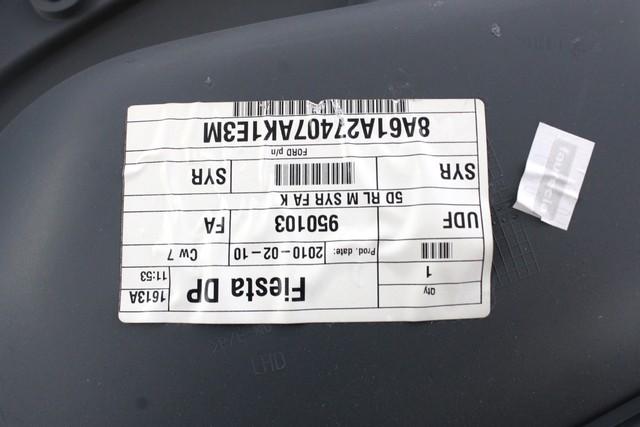 Qty
1
Fiesta DP
1613A
11:53
Prod. date: 2010-02-10
Cw 7
UDF
950103
FA
5D RL M SYR FA K
SYR
SYR
FORD p/n
8A61A27407AK1E3M
LHD